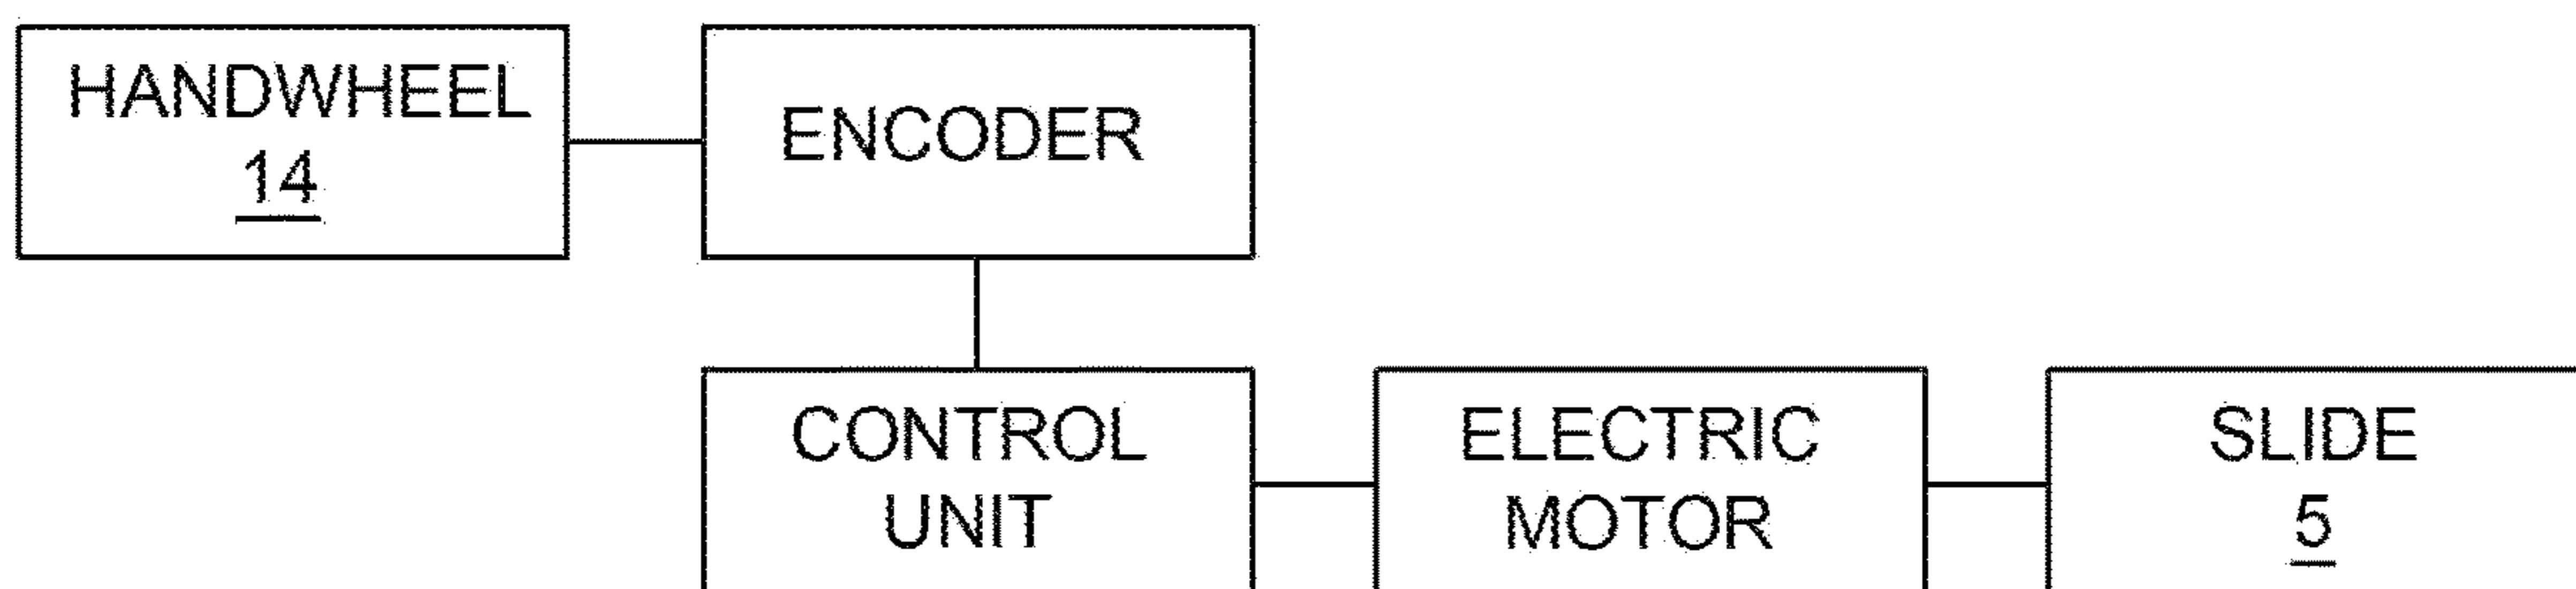 HANDWHEEL
14
ENCODER
CONTROL
UNIT
ELECTRIC
MOTOR
SLIDE
5